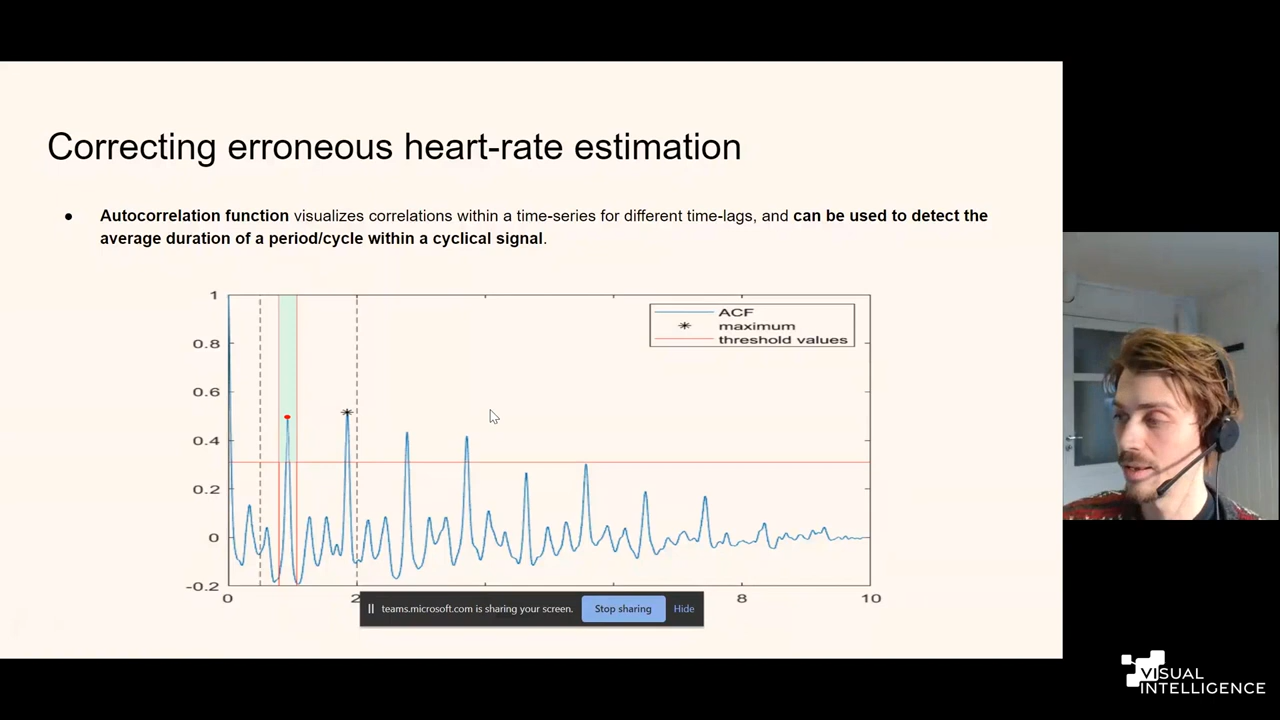 Correcting erroneous heart-rate estimation
● Autocorrelation function visualizes correlations within a time-series for different time-lags, and can be used to detect the
average duration of a period/cycle within a cyclical signal.
1
0.8
0.6
0.4
0.2
0
-0.2
ACF
maximum
threshold values
0
2
8
10
teams.microsoft.com is sharing your screen. Stop sharing Hide
VISUAL
INTELLIGENCE